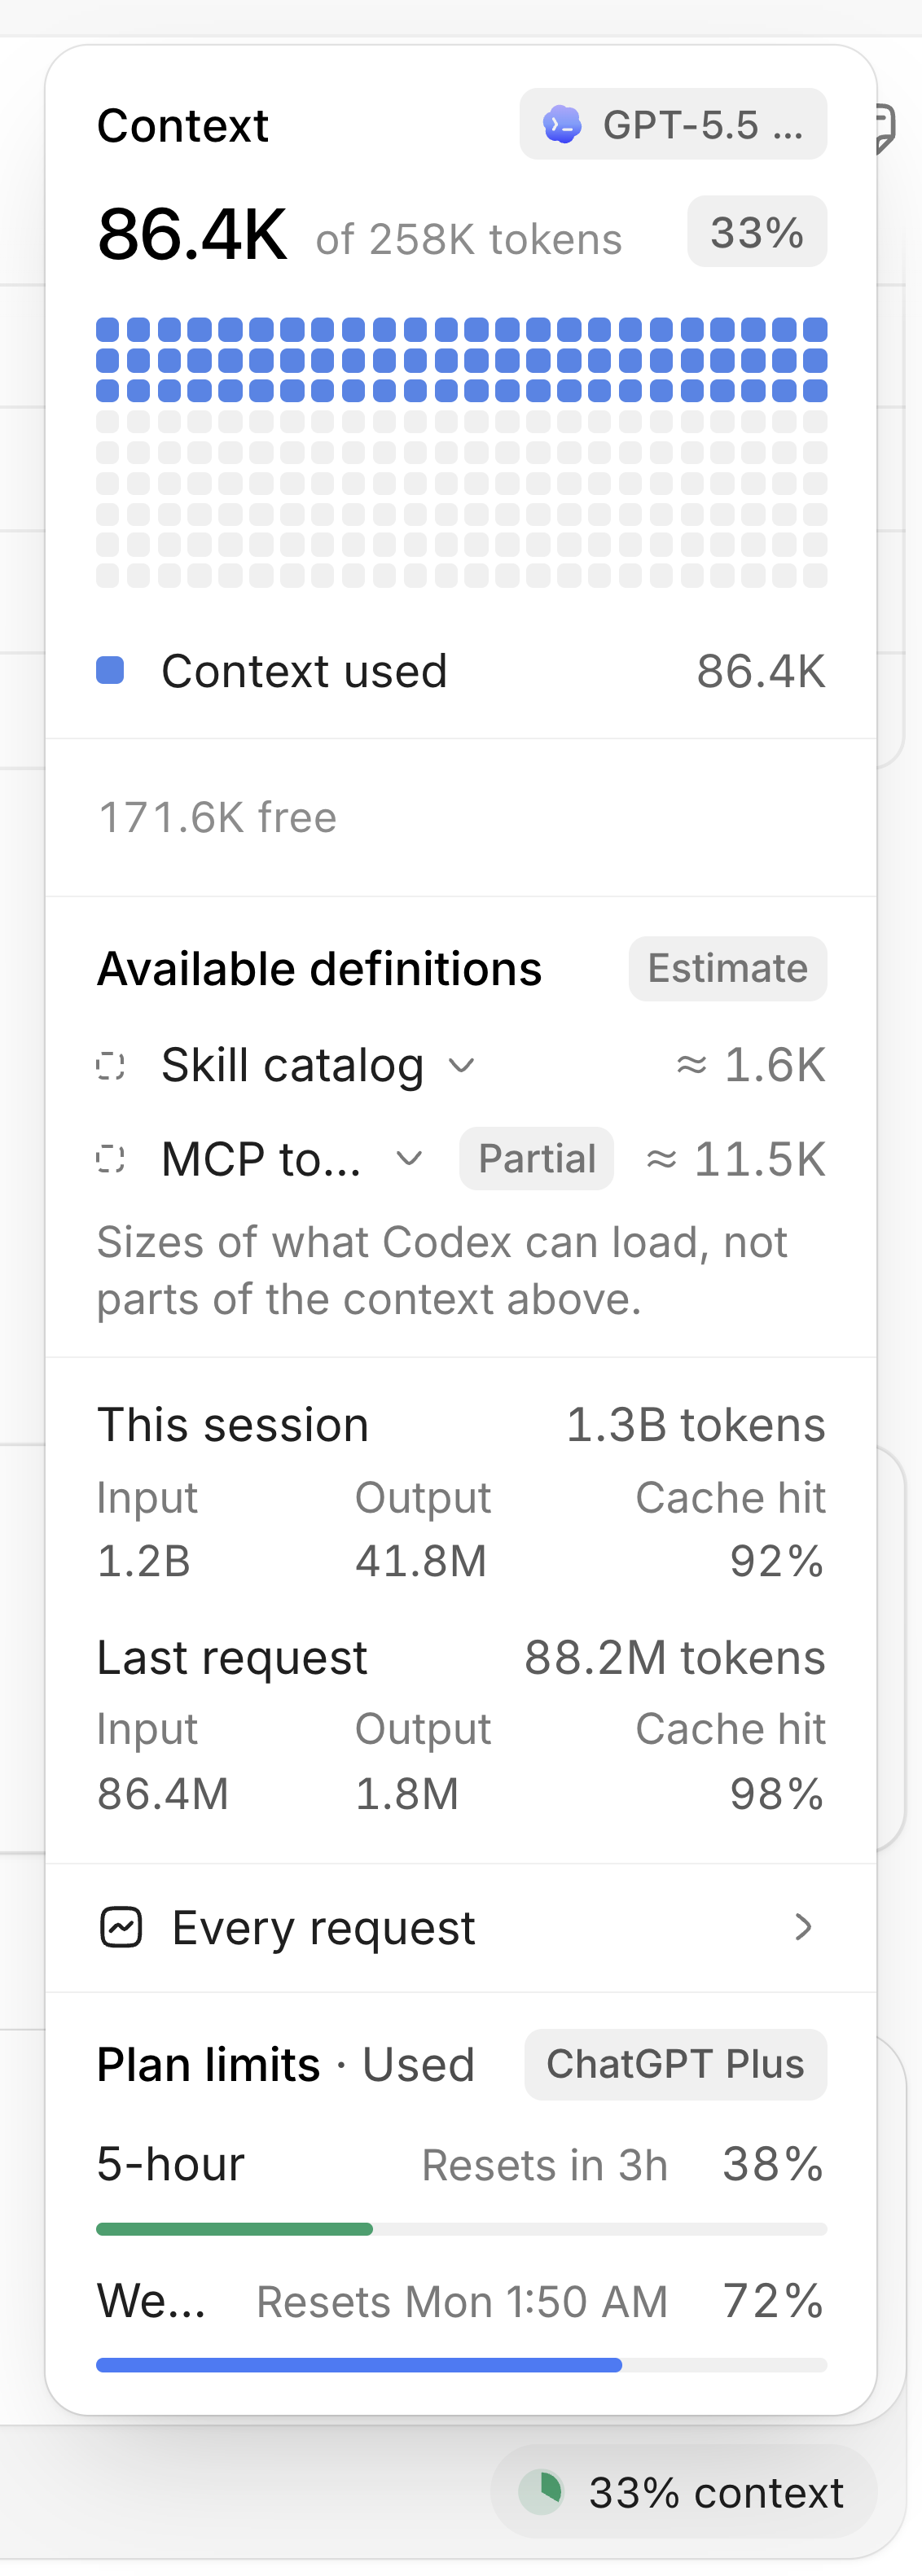 Context
GPT-5.5 ...
86.4K of 258K tokens
33%
Context used
86.4K
171.6K free
Available definitions
Estimate
Skill catalog
≈ 1.6K
MCP to...
Partial
≈ 11.5K
Sizes of what Codex can load, not
parts of the context above.
This session
1.3B tokens
Input Output Cache hit
1.2B 41.8M 92%
Last request
88.2M tokens
Input Output Cache hit
86.4M 1.8M 98%
Every request
Plan limits · Used
ChatGPT Plus
5-hour
Resets in 3h
38%
We...
Resets Mon 1:50 AM
72%
33% context